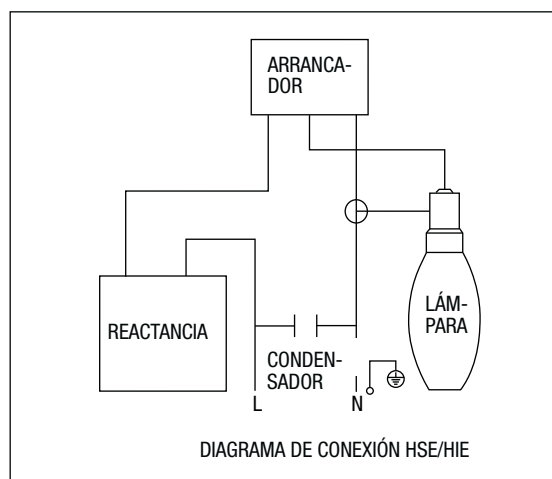 ARRANCA-
DOR
REACTANCIA
LÁM-
PARA
CONDEN-
SADOR
L
N
DIAGRAMA DE CONEXIÓN HSE/HIE